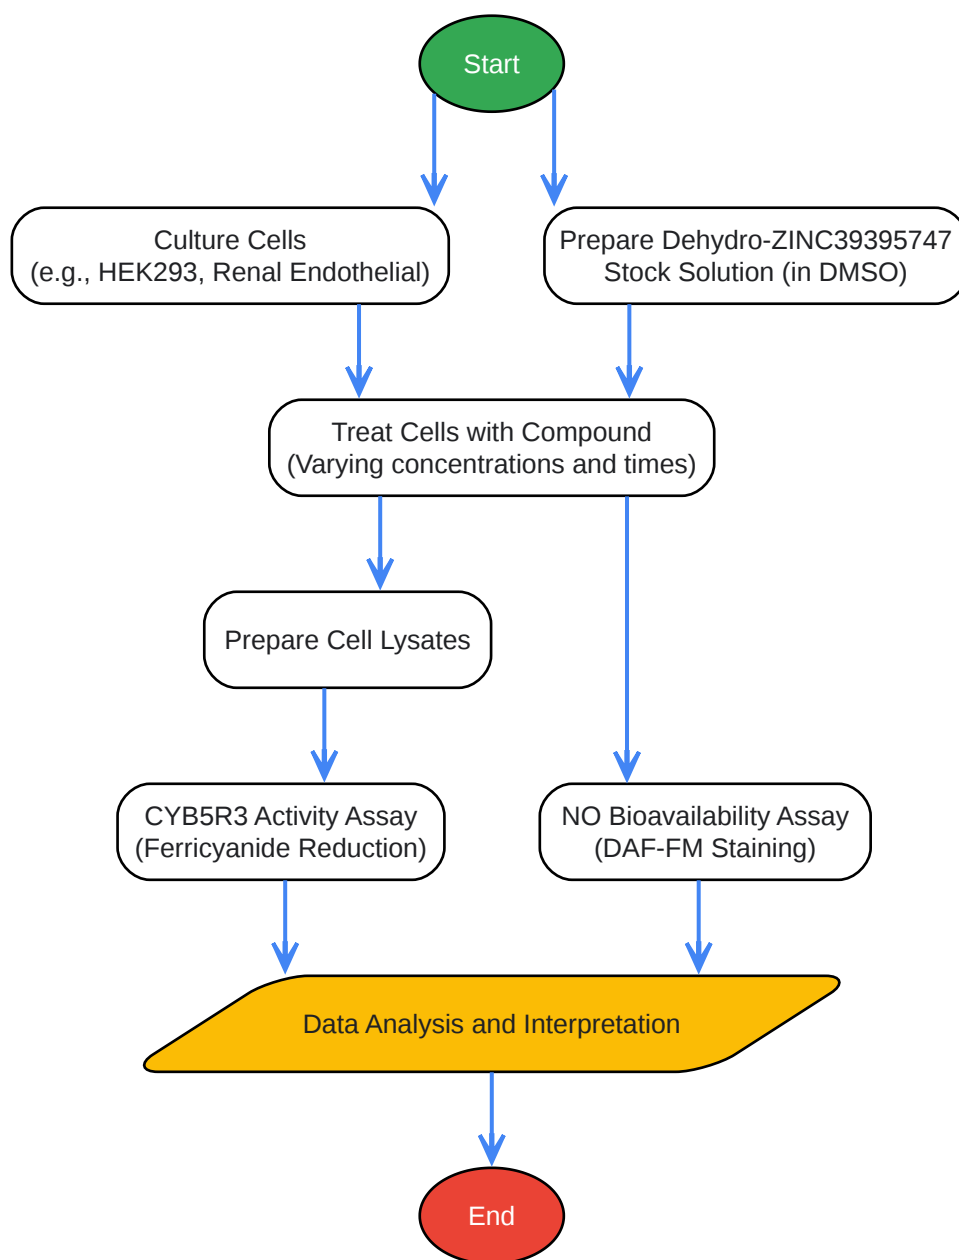 Start
Culture Cells
(e.g., HEK293, Renal Endothelial)
Prepare Dehydro-ZINC39395747
Stock Solution (in DMSO)
Treat Cells with Compound
(Varying concentrations and times)
Prepare Cell Lysates
CYB5R3 Activity Assay
(Ferricyanide Reduction)
NO Bioavailability Assay
(DAF-FM Staining)
Data Analysis and Interpretation
End